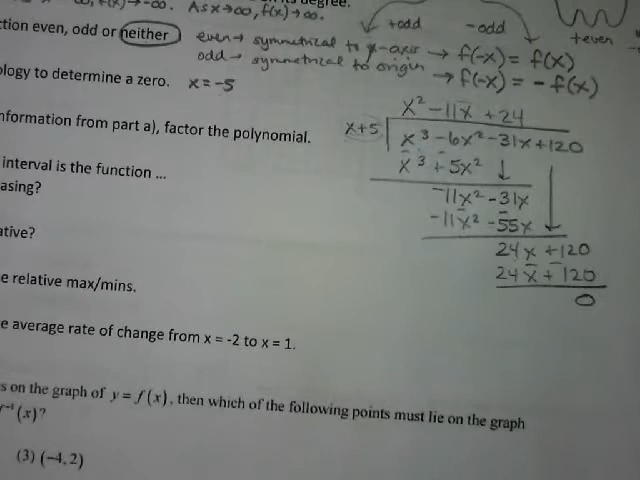 f(x)→-∞. As x→∞, f(x)→∞.
its degree.
+odd -odd
+even
ction even, odd or neither
even→ symmetrical to y-axis → f(-x) = f(x)
odd→ symmetrical to origin → f(-x) = -f(x)
ology to determine a zero. x=-5
nformation from part a), factor the polynomial.
x² -11x +24
x+5 x³ -6x² -31x +120
x³ +5x²
interval is the function ...
asing?
-11x² -31x
-11x² -55x
ative?
24x +120
24x +120
0
e relative max/mins.
e average rate of change from x = -2 to x = 1.
s on the graph of y = f(x), then which of the following points must lie on the graph
f⁻¹(x)?
(3) (-4, 2)